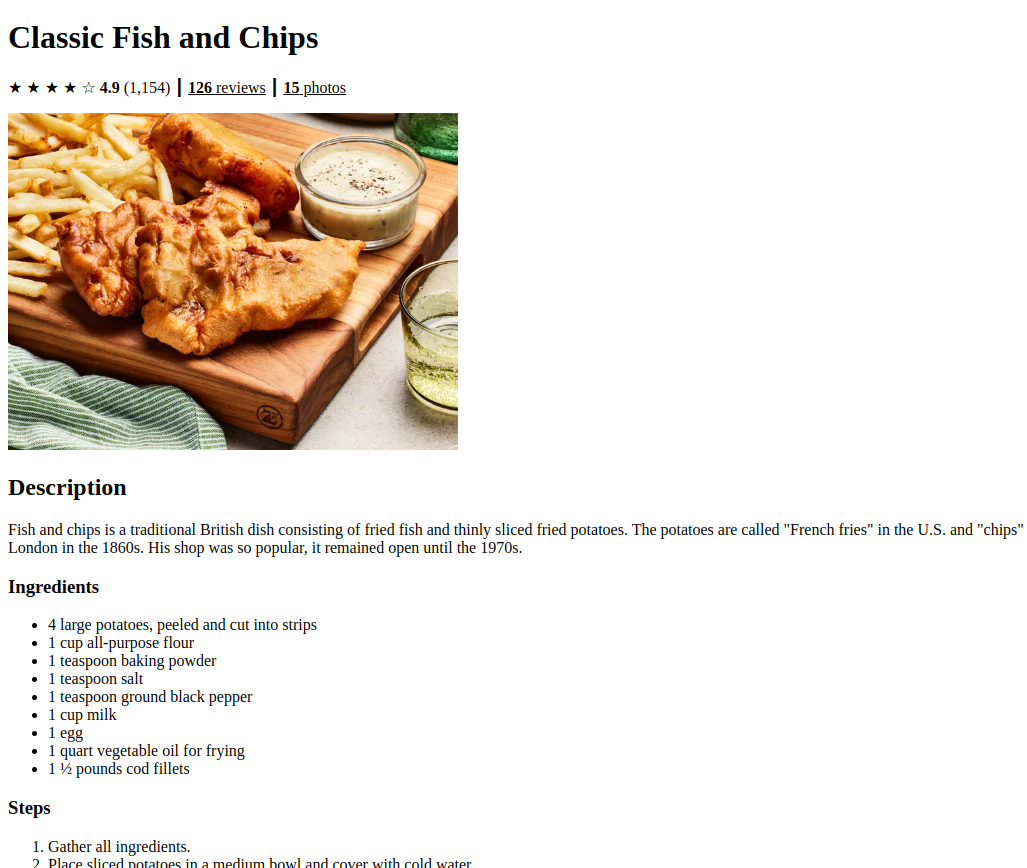 Classic Fish and Chips
★ ★ ★ ★ ☆ 4.9 (1,154) | 126 reviews | 15 photos
Description
Fish and chips is a traditional British dish consisting of fried fish and thinly sliced fried potatoes. The potatoes are called "French fries" in the U.S. and "chips"
London in the 1860s. His shop was so popular, it remained open until the 1970s.
Ingredients
• 4 large potatoes, peeled and cut into strips
• 1 cup all-purpose flour
• 1 teaspoon baking powder
• 1 teaspoon salt
• 1 teaspoon ground black pepper
• 1 cup milk
• 1 egg
• 1 quart vegetable oil for frying
• 1 ½ pounds cod fillets
Steps
1. Gather all ingredients.
2. Place sliced potatoes in a medium bowl and cover with cold water